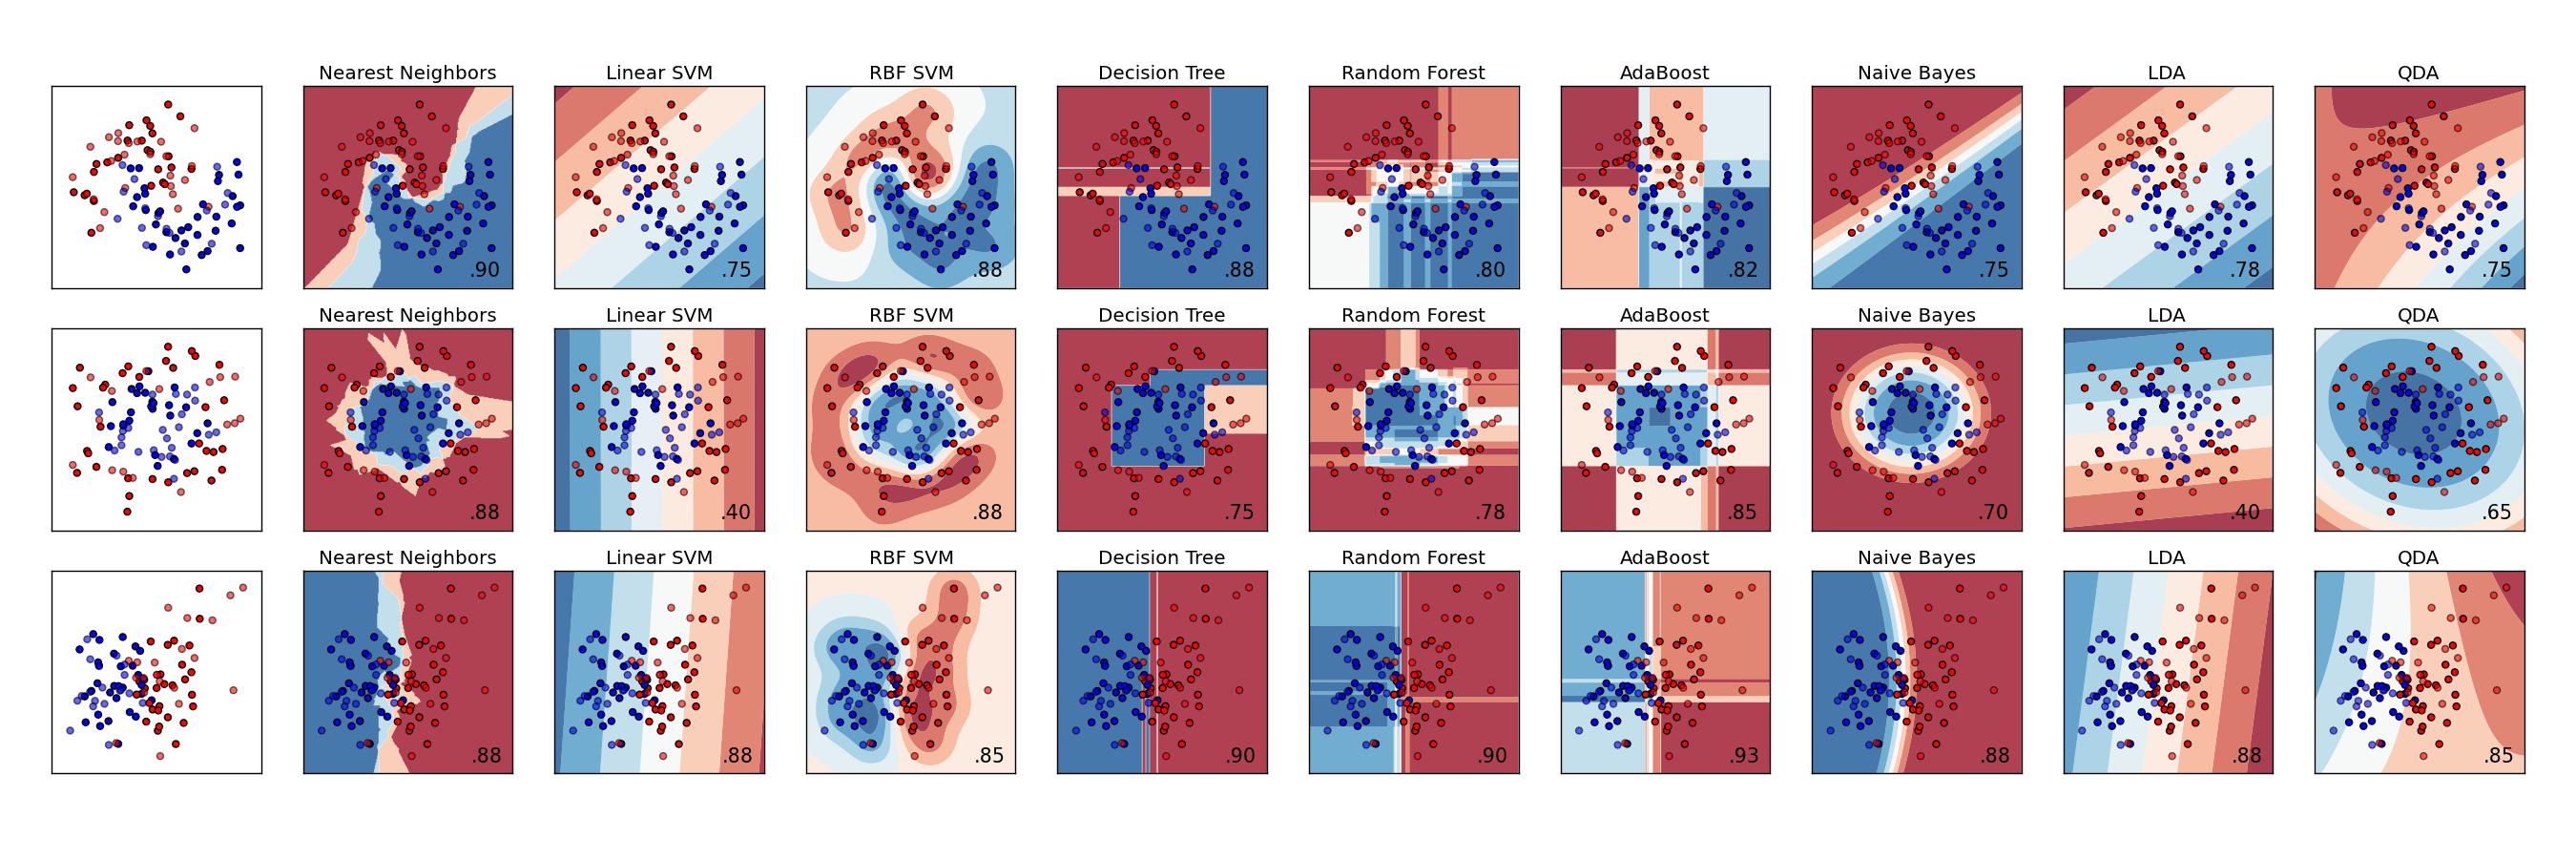 Nearest Neighbors Linear SVM RBF SVM Decision Tree Random Forest AdaBoost Naive Bayes LDA QDA
.90 .75 .88 .88 .80 .82 .75 .78 .75
Nearest Neighbors Linear SVM RBF SVM Decision Tree Random Forest AdaBoost Naive Bayes LDA QDA
.88 .40 .88 .75 .78 .85 .70 .40 .65
Nearest Neighbors Linear SVM RBF SVM Decision Tree Random Forest AdaBoost Naive Bayes LDA QDA
.88 .88 .85 .90 .90 .93 .88 .88 .85